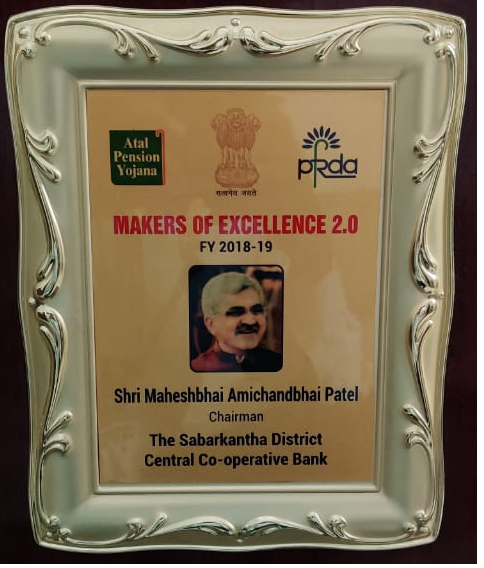 Atal
Pension
Yojana
सत्यमेव जयते
pfrda
MAKERS OF EXCELLENCE 2.0
FY 2018-19
Shri Maheshbhai Amichandbhai Patel
Chairman
The Sabarkantha District
Central Co-operative Bank